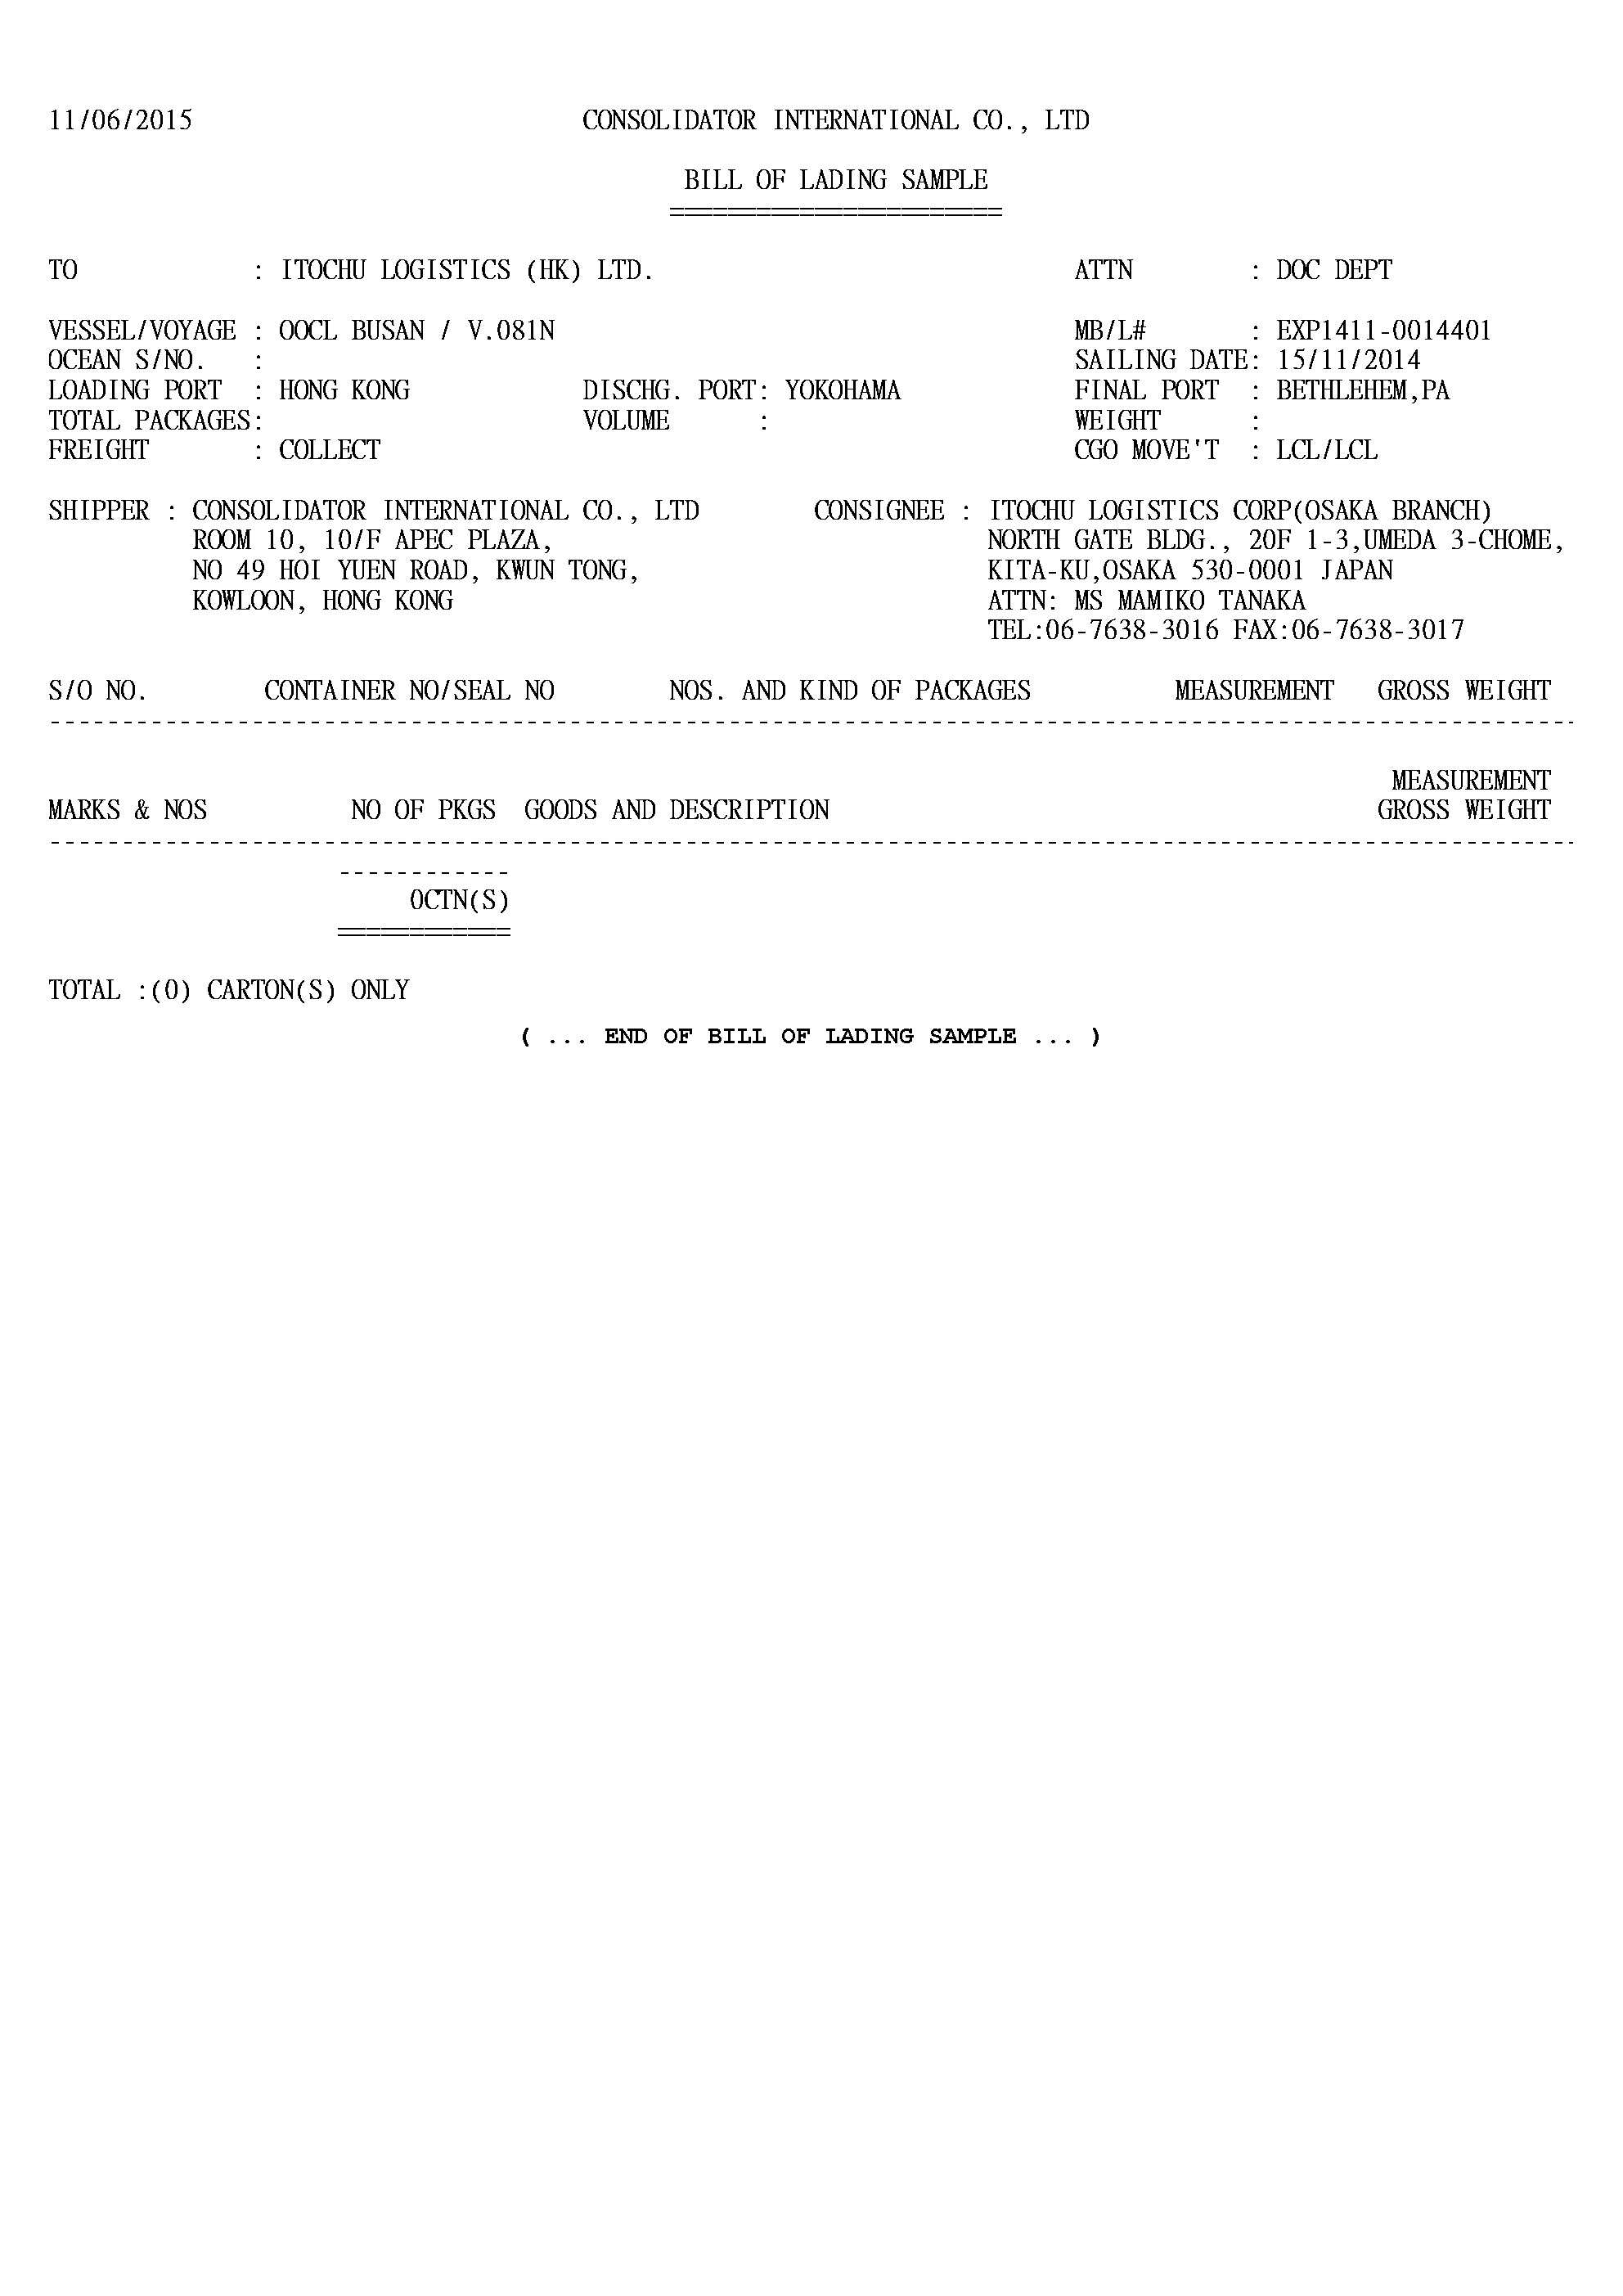 11/06/2015 CONSOLIDATOR INTERNATIONAL CO., LTD
BILL OF LADING SAMPLE
=======================
TO : ITOCHU LOGISTICS (HK) LTD. ATTN : DOC DEPT
VESSEL/VOYAGE : OOCL BUSAN / V.081N MB/L# : EXP1411-0014401
OCEAN S/NO. : SAILING DATE: 15/11/2014
LOADING PORT : HONG KONG DISCHG. PORT: YOKOHAMA FINAL PORT : BETHLEHEM,PA
TOTAL PACKAGES: VOLUME : WEIGHT :
FREIGHT : COLLECT CGO MOVE'T : LCL/LCL
SHIPPER : CONSOLIDATOR INTERNATIONAL CO., LTD CONSIGNEE : ITOCHU LOGISTICS CORP(OSAKA BRANCH)
ROOM 10, 10/F APEC PLAZA, NORTH GATE BLDG., 20F 1-3,UMEDA 3-CHOME,
NO 49 HOI YUEN ROAD, KWUN TONG, KITA-KU,OSAKA 530-0001 JAPAN
KOWLOON, HONG KONG ATTN: MS MAMIKO TANAKA
TEL:06-7638-3016 FAX:06-7638-3017
S/O NO. CONTAINER NO/SEAL NO NOS. AND KIND OF PACKAGES MEASUREMENT GROSS WEIGHT
----------------------------------------------------------------------------------------------------------
MEASUREMENT
MARKS & NOS NO OF PKGS GOODS AND DESCRIPTION GROSS WEIGHT
----------------------------------------------------------------------------------------------------------
------------
0CTN(S)
============
TOTAL :(0) CARTON(S) ONLY
( ... END OF BILL OF LADING SAMPLE ... )